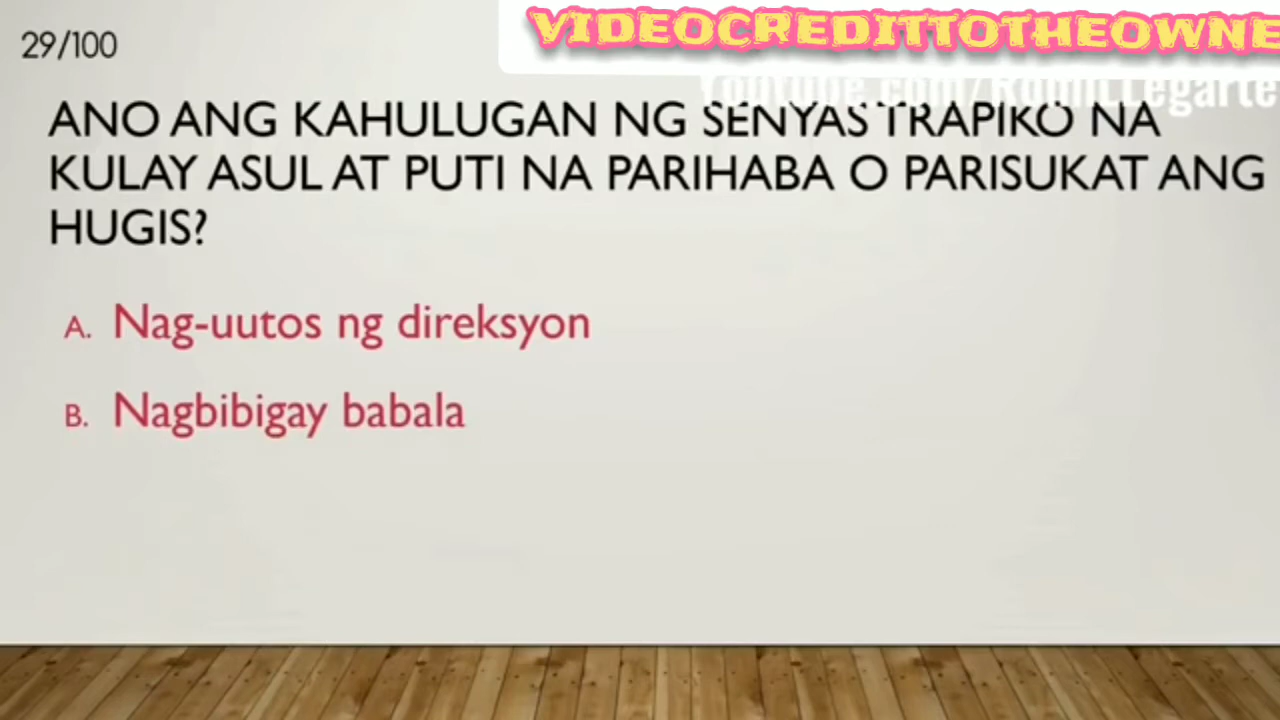 29/100
VIDEOCREDITTOTHEOWNE
ANO ANG KAHULUGAN NG SENYAS TRAPIKO NA
KULAY ASUL AT PUTI NA PARIHABA O PARISUKAT ANG
HUGIS?
A. Nag-uutos ng direksyon
B. Nagbibigay babala